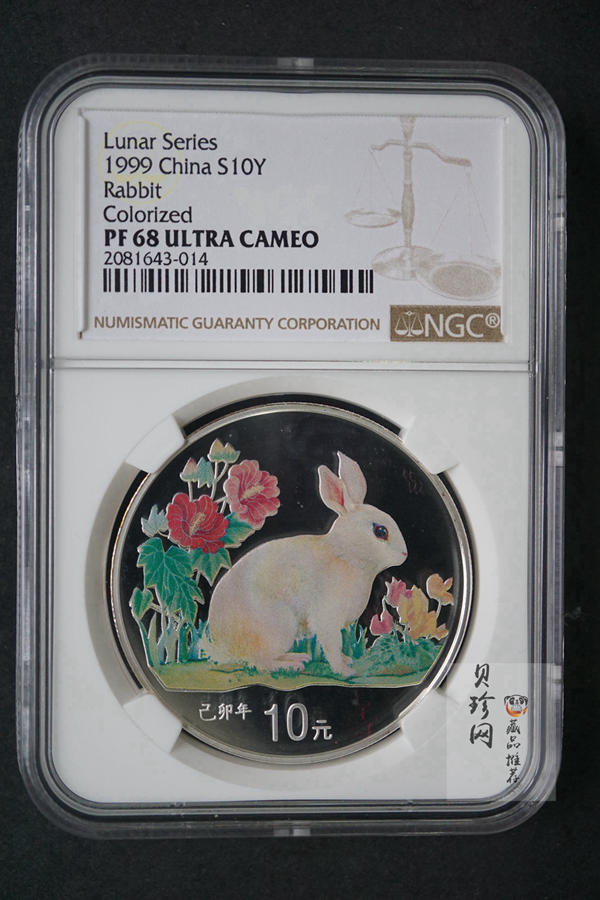 Lunar Series
1999 China S10Y
Rabbit
Colorized
PF 68 ULTRA CAMEO
2081643-014
NUMISMATIC GUARANTY CORPORATION
NGC®
己卯年 10元
贝珍网
藏品推荐